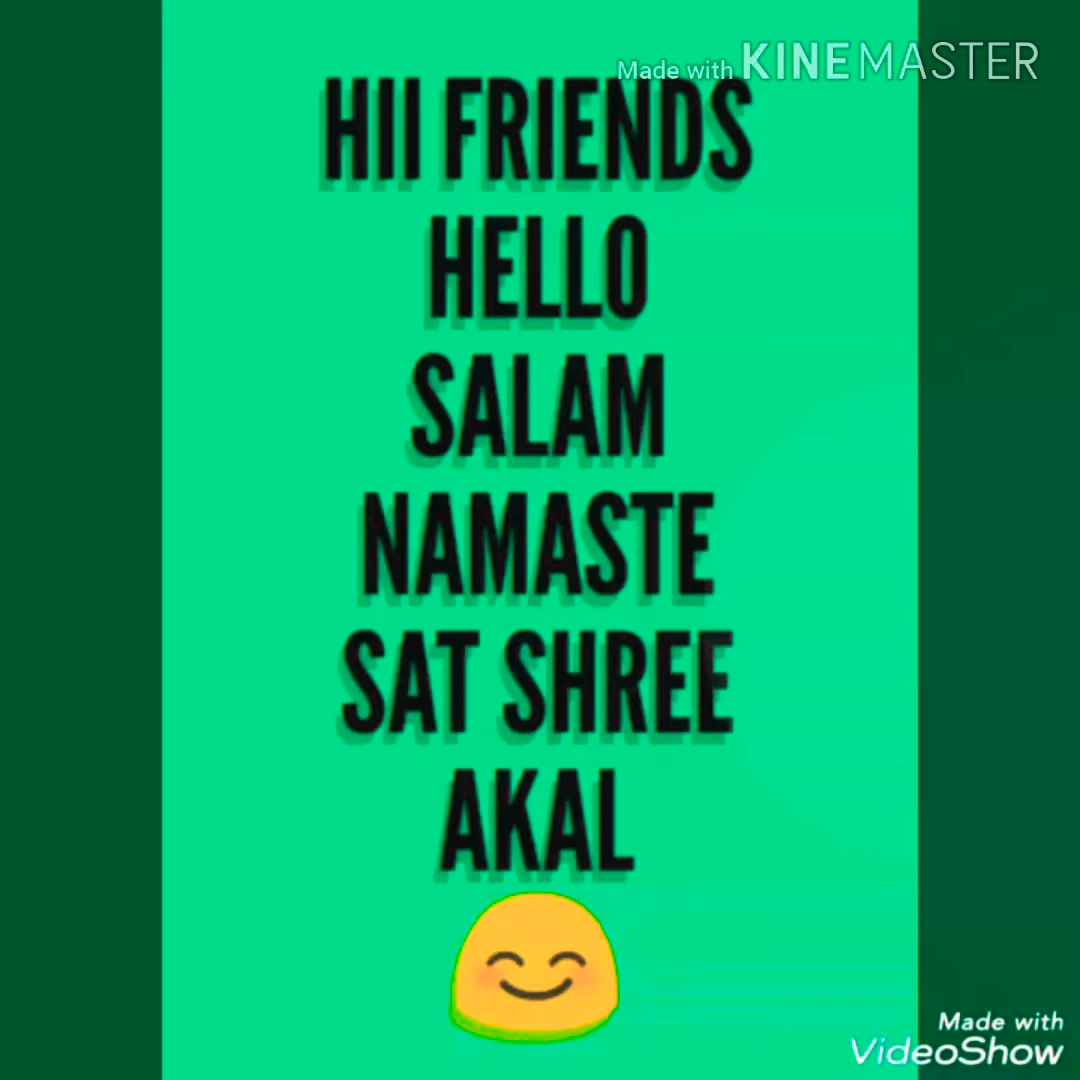 Made with KINEMASTER
HII FRIENDS
HELLO
SALAM
NAMASTE
SAT SHREE
AKAL
Made with
VideoShow